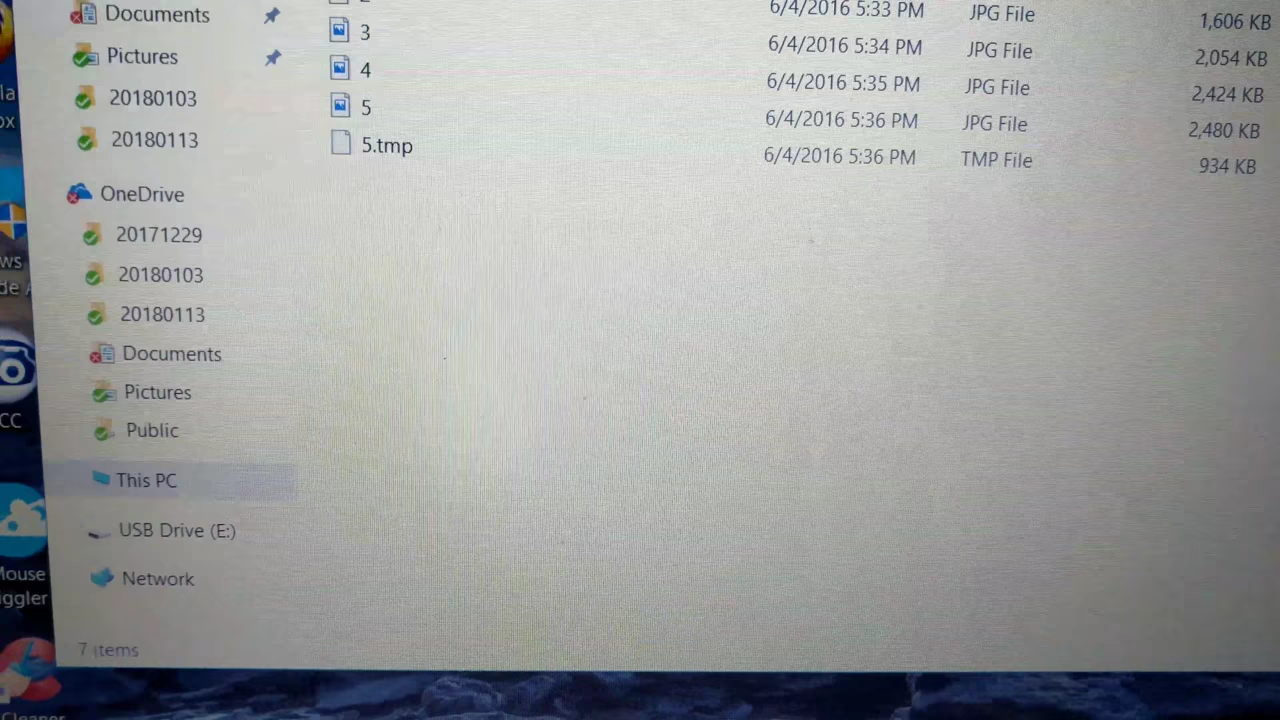 Documents
Pictures
20180103
20180113
OneDrive
20171229
20180103
20180113
Documents
Pictures
Public
This PC
USB Drive (E:)
Network
7 items
6/4/2016 5:33 PM JPG File 1,606 KB
3 6/4/2016 5:34 PM JPG File 2,054 KB
4 6/4/2016 5:35 PM JPG File 2,424 KB
5 6/4/2016 5:36 PM JPG File 2,480 KB
5.tmp 6/4/2016 5:36 PM TMP File 934 KB
CC